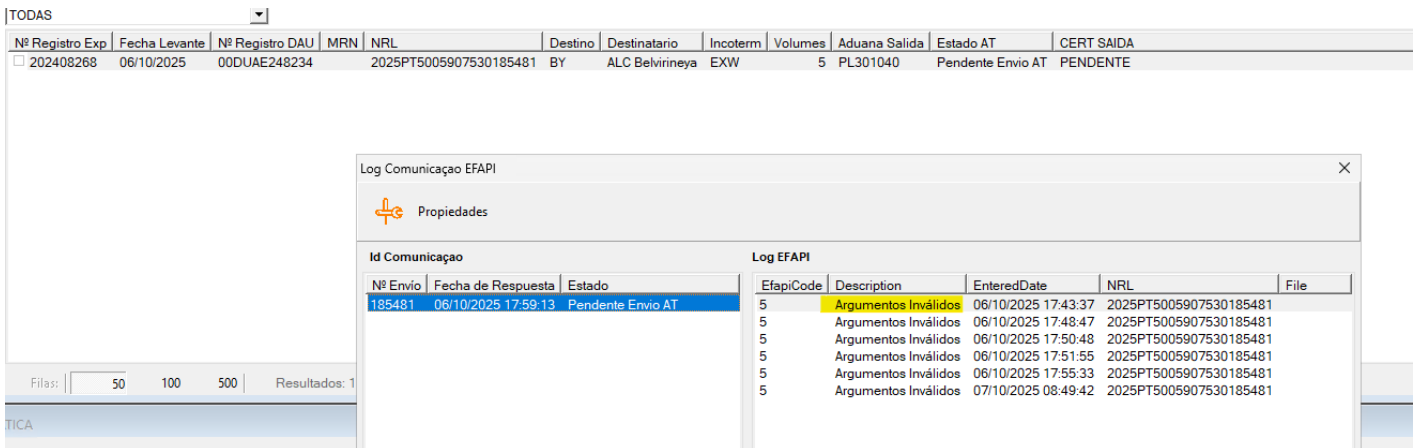 TODAS
Nº Registro Exp Fecha Levante Nº Registro DAU MRN NRL Destino Destinatario Incoterm Volumes Aduana Salida Estado AT CERT SAIDA
202408268 06/10/2025 00DUAE248234 2025PT5005907530185481 BY ALC Belvirineya EXW 5 PL301040 Pendente Envio AT PENDENTE
Log Comunicaçao EFAPI
Propiedades
Id Comunicaçao
Nº Envío Fecha de Respuesta Estado
185481 06/10/2025 17:59:13 Pendente Envio AT
Log EFAPI
EfapiCode Description EnteredDate NRL File
5 Argumentos Inválidos 06/10/2025 17:43:37 2025PT5005907530185481
5 Argumentos Inválidos 06/10/2025 17:48:47 2025PT5005907530185481
5 Argumentos Inválidos 06/10/2025 17:50:48 2025PT5005907530185481
5 Argumentos Inválidos 06/10/2025 17:51:55 2025PT5005907530185481
5 Argumentos Inválidos 06/10/2025 17:55:33 2025PT5005907530185481
5 Argumentos Inválidos 07/10/2025 08:49:42 2025PT5005907530185481
Filas: 50 100 500 Resultados: 1
TICA